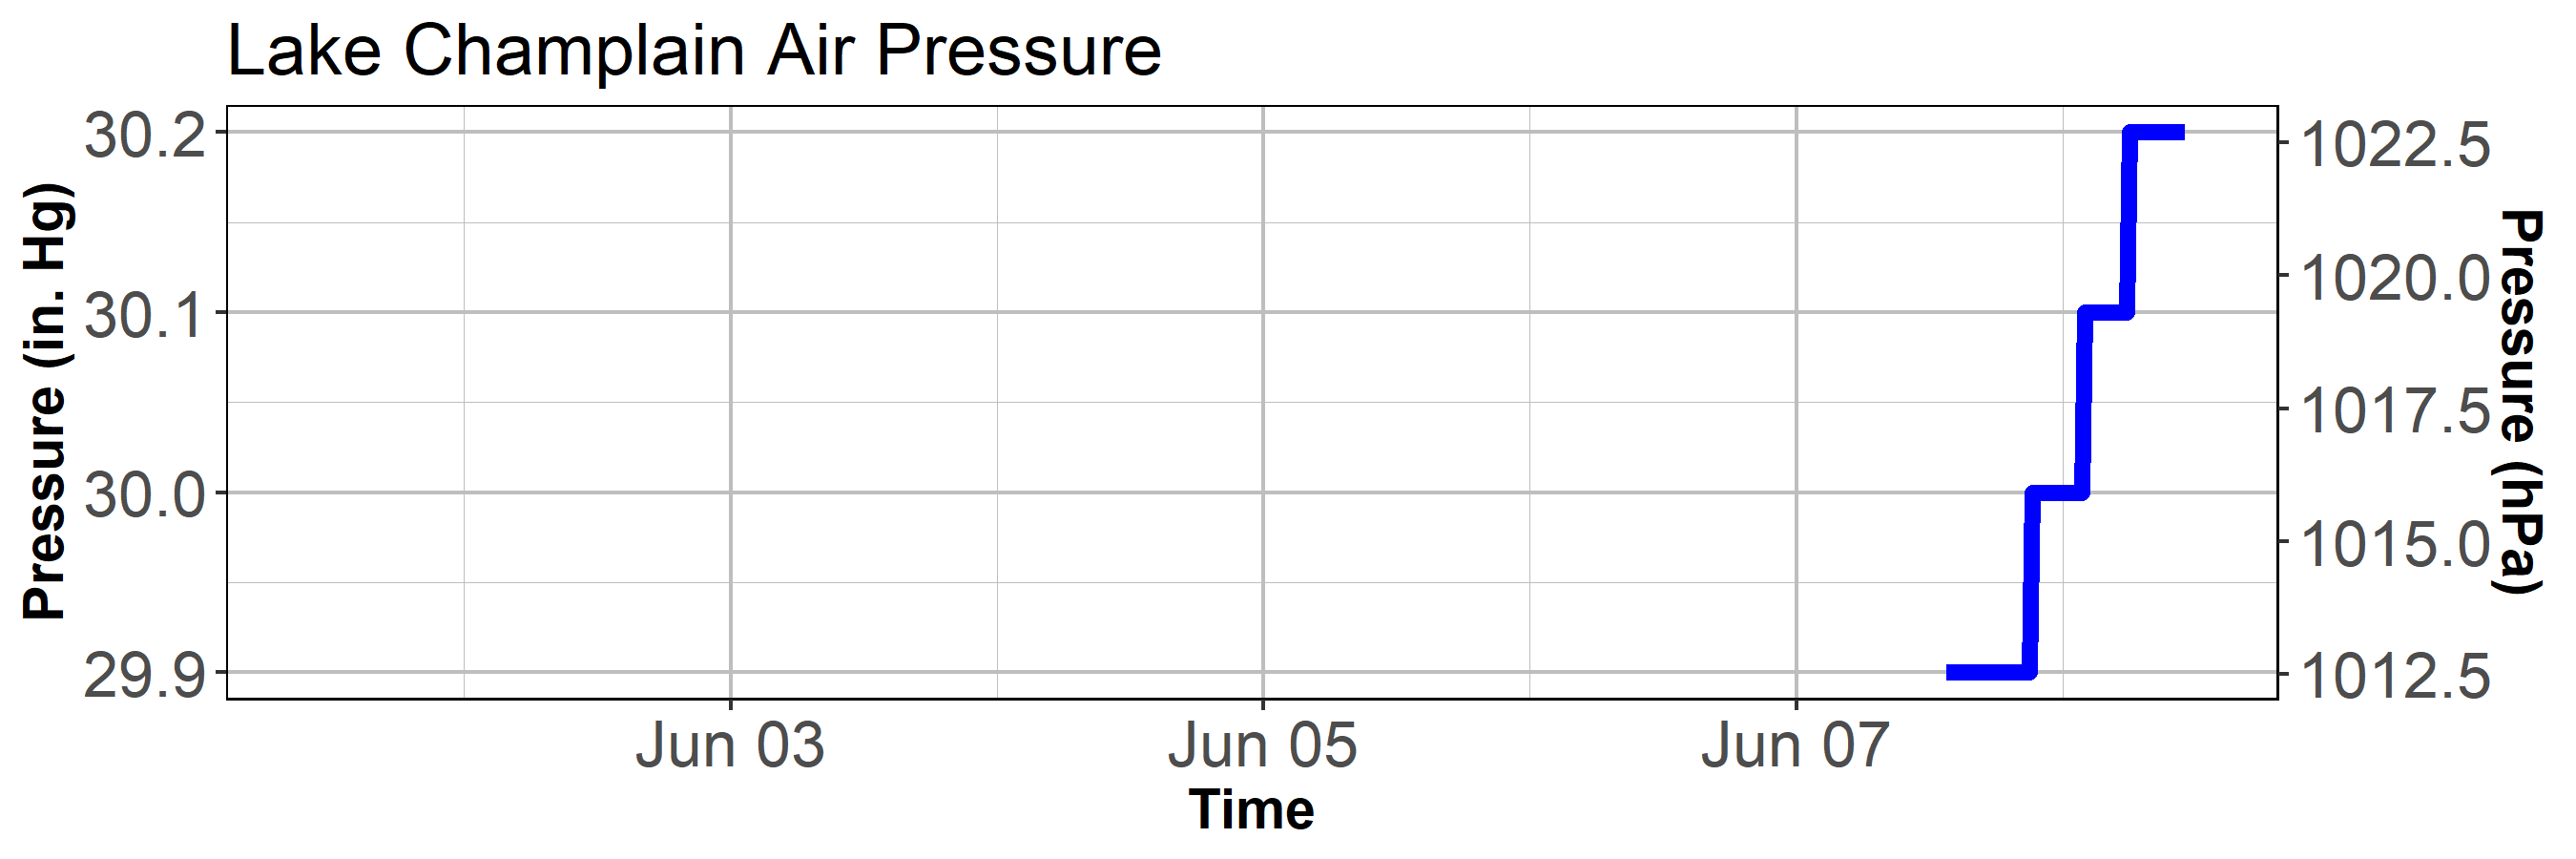 Lake Champlain Air Pressure
Pressure (in. Hg)
30.2
30.1
30.0
29.9
1022.5
1020.0
1017.5
1015.0
1012.5
Pressure (hPa)
Jun 03 Jun 05 Jun 07
Time